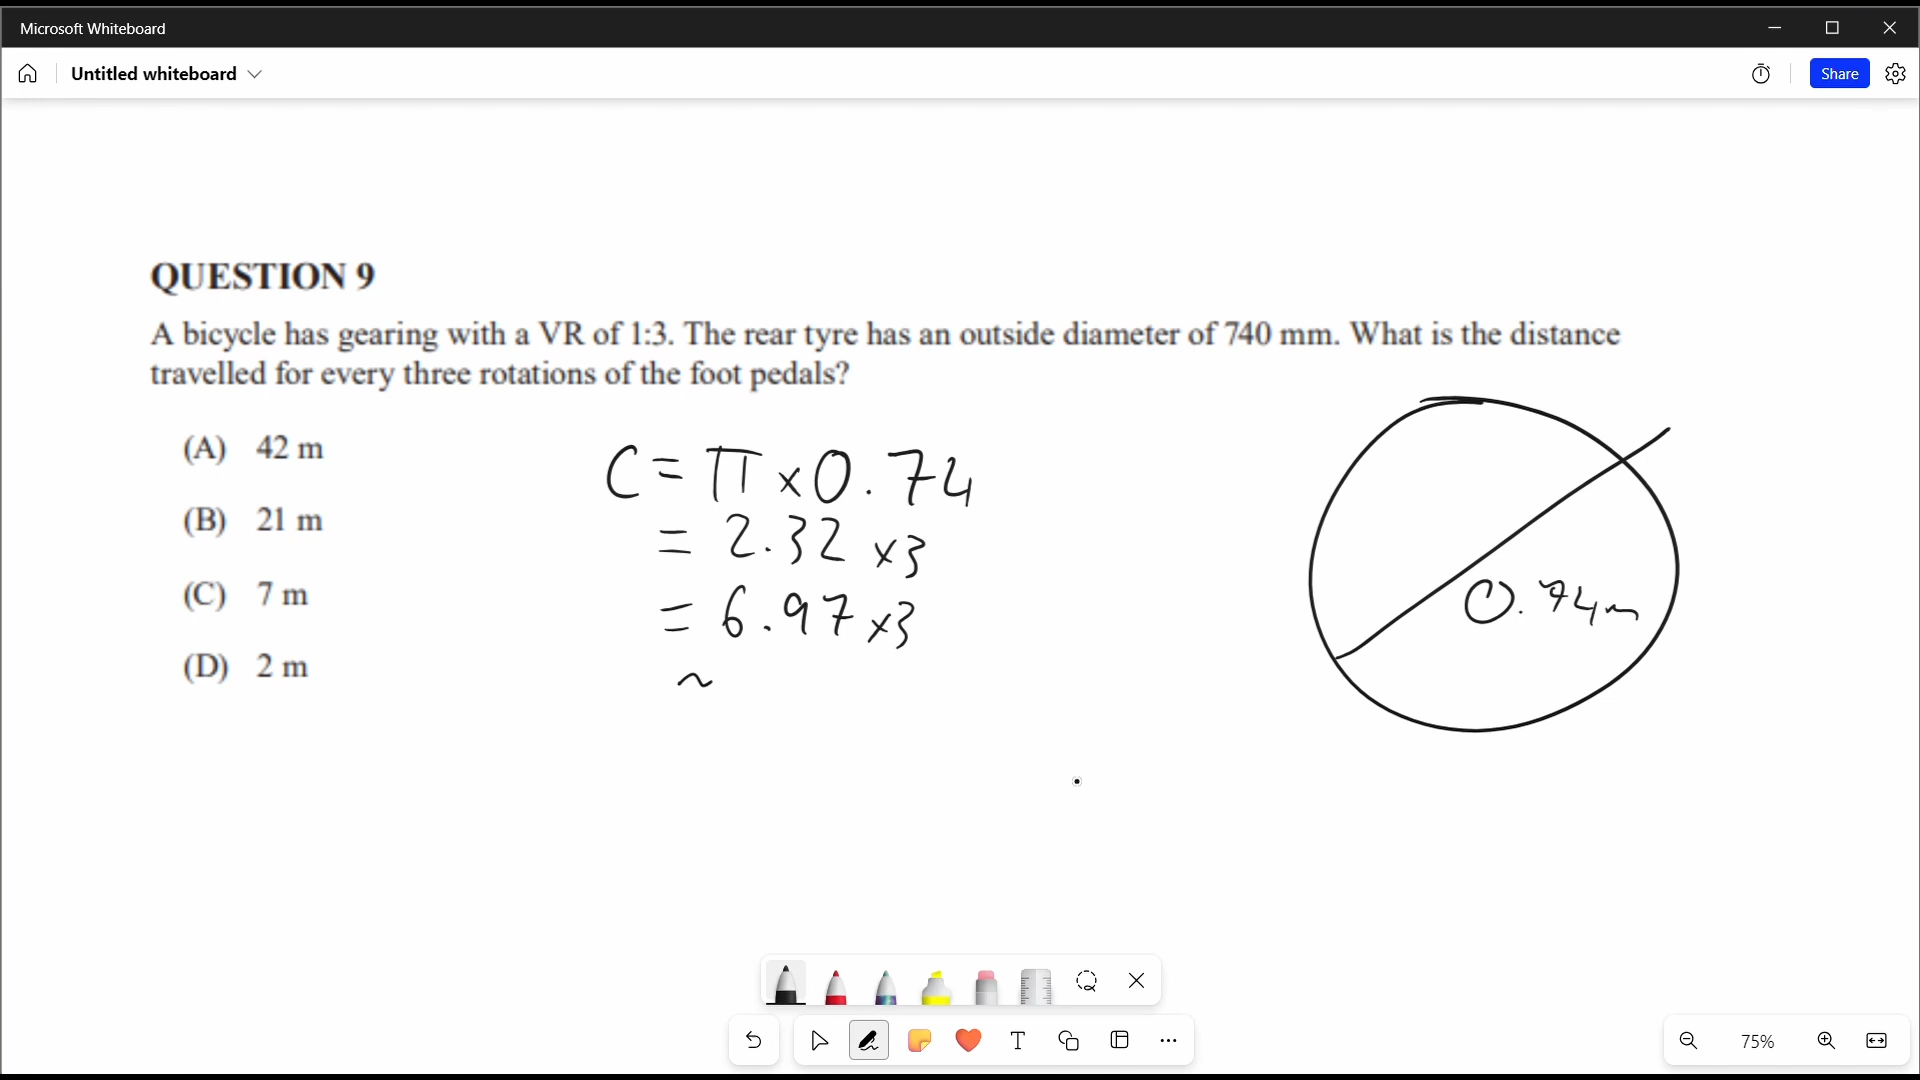 Microsoft Whiteboard
Untitled whiteboard
Share
QUESTION 9
A bicycle has gearing with a VR of 1:3. The rear tyre has an outside diameter of 740 mm. What is the distance
travelled for every three rotations of the foot pedals?
(A) 42 m
(B) 21 m
(C) 7 m
(D) 2 m
C = π × 0.74
= 2.32 ×3
= 6.97 ×3
~
0.74m
75%